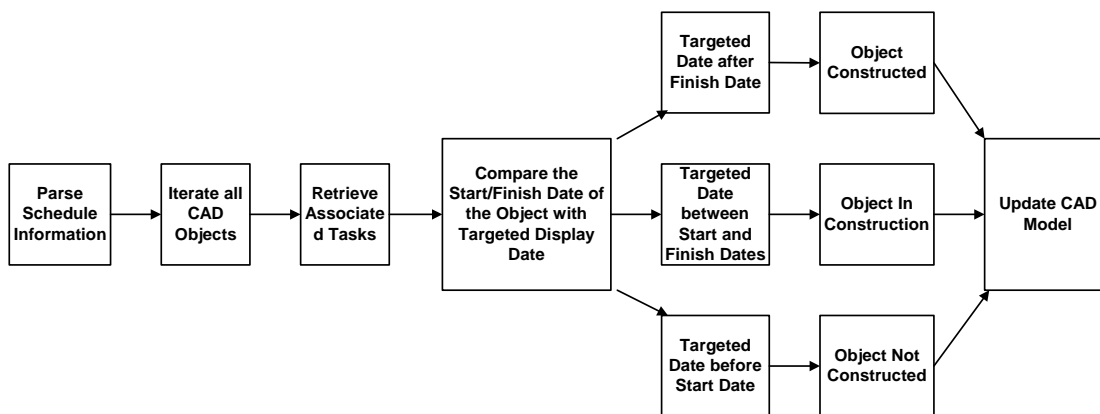 Parse
Schedule
Information
Iterate all
CAD
Objects
Retrieve
Associate
d Tasks
Compare the
Start/Finish Date of
the Object with
Targeted Display
Date
Targeted
Date after
Finish Date
Object
Constructed
Targeted
Date
between
Start and
Finish Dates
Object In
Construction
Targeted
Date before
Start Date
Object Not
Constructed
Update CAD
Model